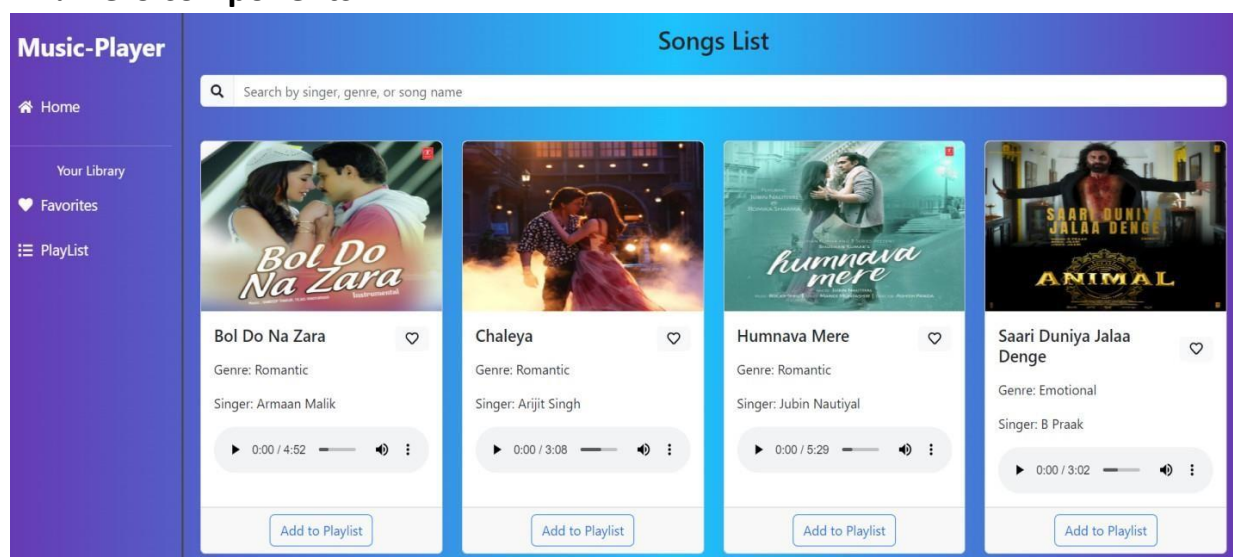 Music-Player
Home
Your Library
Favorites
PlayList
Songs List
Search by singer, genre, or song name
Bol Do
Na Zara
Instrumental
Bol Do Na Zara
Genre: Romantic
Singer: Armaan Malik
0:00 / 4:52
Add to Playlist
Chaleya
Genre: Romantic
Singer: Arijit Singh
0:00 / 3:08
Add to Playlist
humnava
mere
Humnava Mere
Genre: Romantic
Singer: Jubin Nautiyal
0:00 / 5:29
Add to Playlist
SAARI DUNIYA
JALAA DENGE
ANIMAL
Saari Duniya Jalaa
Denge
Genre: Emotional
Singer: B Praak
0:00 / 3:02
Add to Playlist